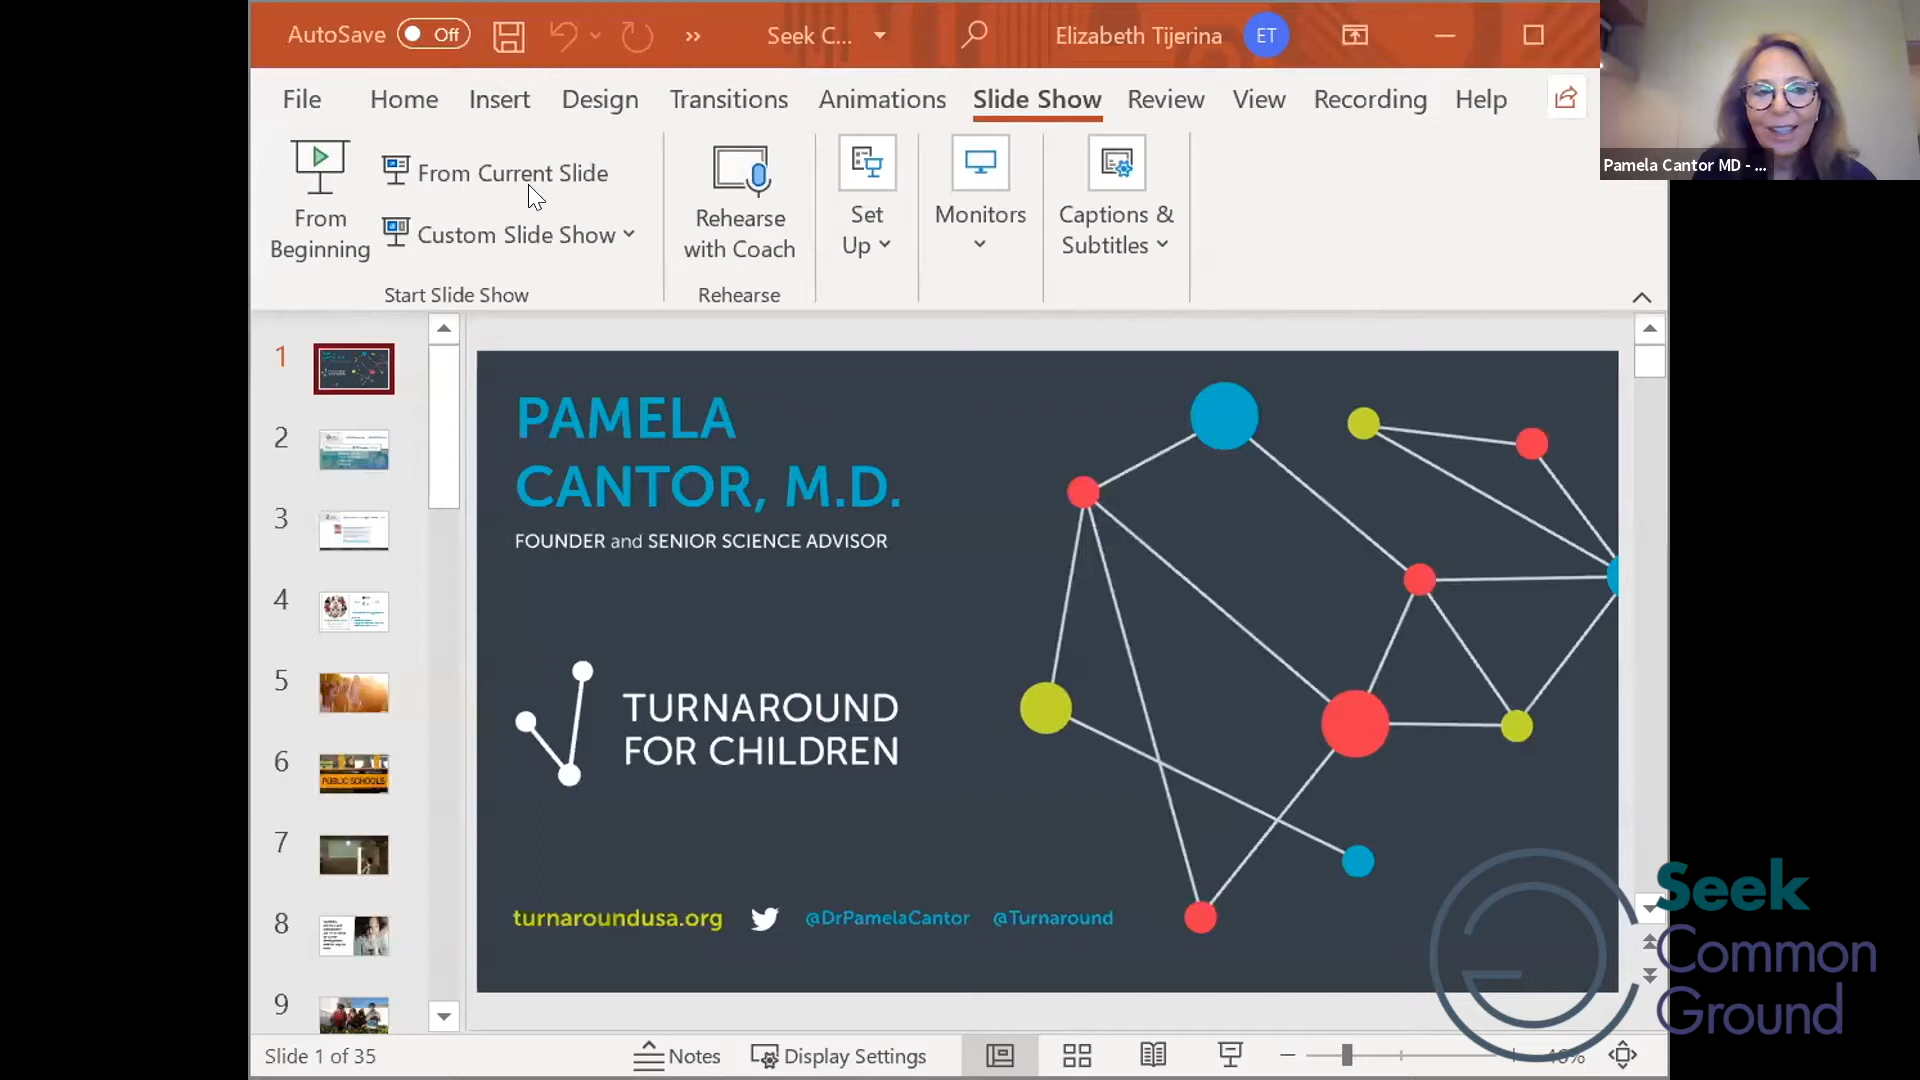 AutoSave Off
Seek C...
Elizabeth Tijerina ET
File Home Insert Design Transitions Animations Slide Show Review View Recording Help
Pamela Cantor MD - ...
From
Beginning
From Current Slide
Custom Slide Show
Start Slide Show
Rehearse
with Coach
Rehearse
Set
Up
Monitors
Captions &
Subtitles
1
2
3
4
5
6
PUBLIC SCHOOLS
7
8
9
PAMELA
CANTOR, M.D.
FOUNDER and SENIOR SCIENCE ADVISOR
TURNAROUND
FOR CHILDREN
turnaroundusa.org @DrPamelaCantor @Turnaround
Seek
Common
Ground
Slide 1 of 35 Notes Display Settings